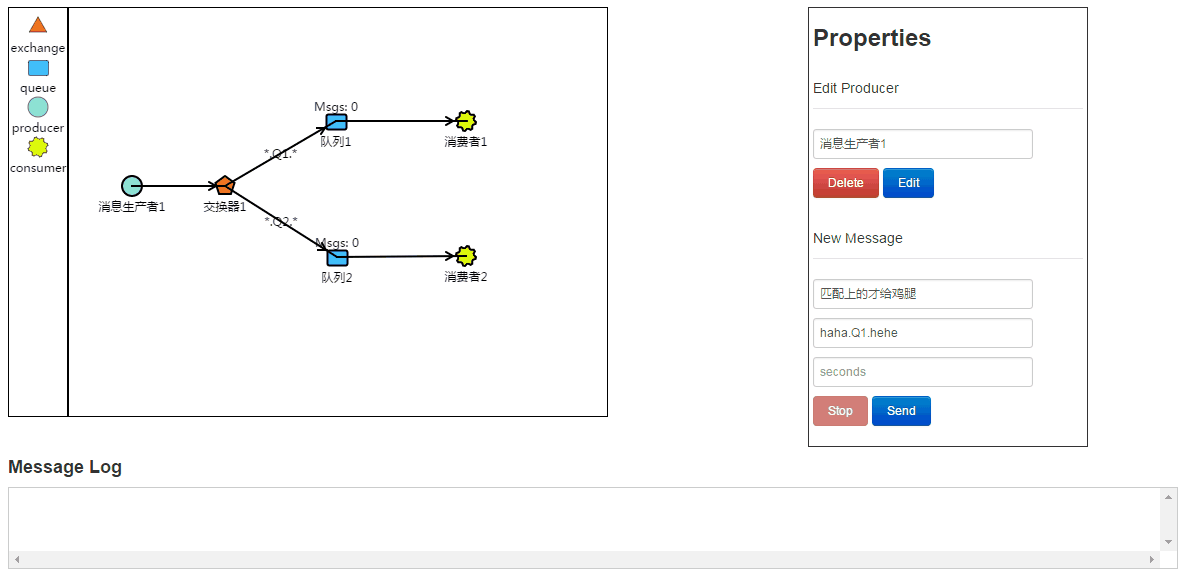 exchange
queue
producer
consumer
Msgs: 0
队列1
消费者1
*.Q1.*
消息生产者1
交换器1
*.Q2.*
Msgs: 0
队列2
消费者2
Properties
Edit Producer
消息生产者1
Delete Edit
New Message
匹配上的才给鸡腿
haha.Q1.hehe
seconds
Stop Send
Message Log